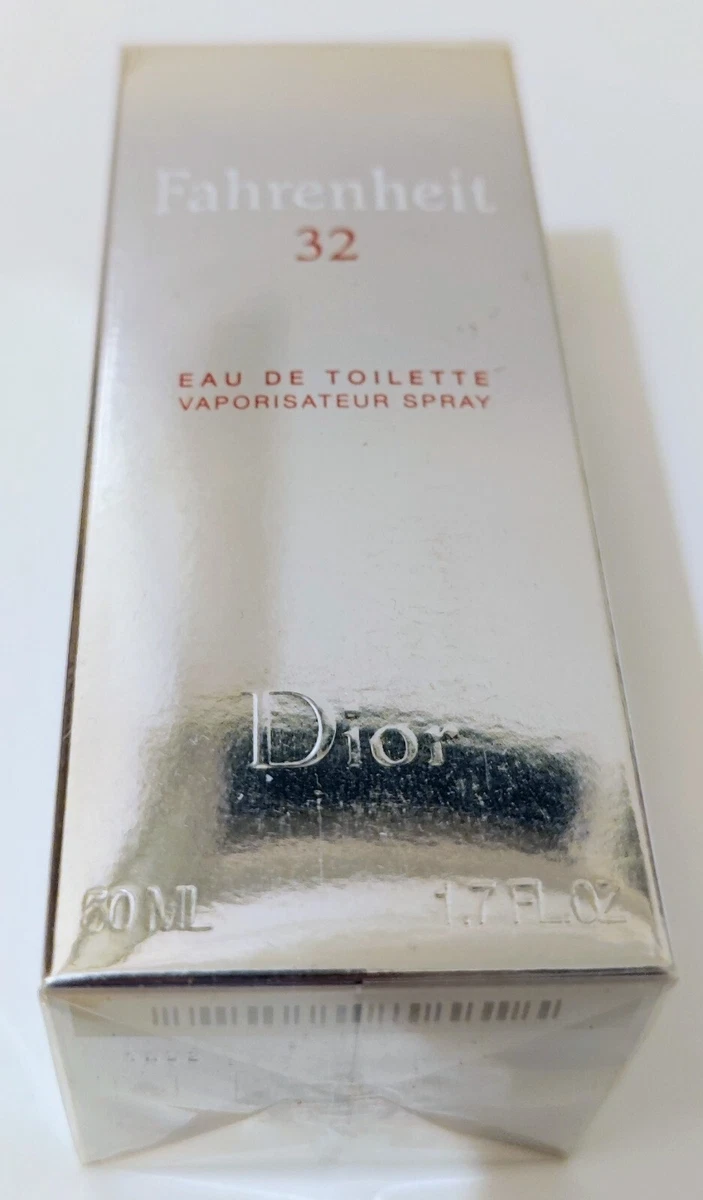 Fahrenheit
32
EAU DE TOILETTE
VAPORISATEUR SPRAY
Dior
50 ML 1.7 FL.OZ